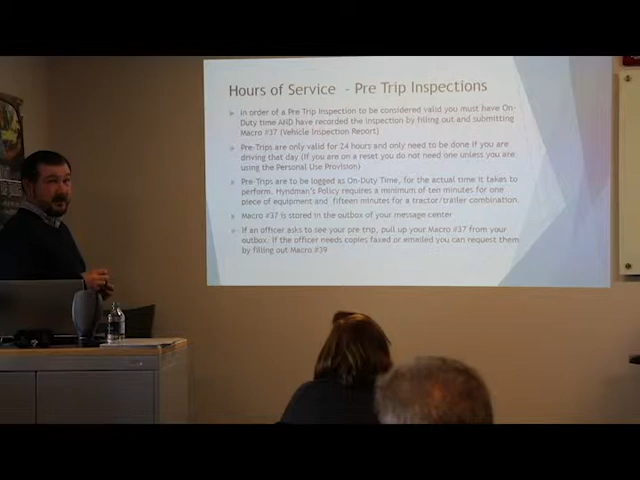 Hours of Service - Pre Trip Inspections
In order of a Pre Trip Inspection to be considered valid you must have On-
Duty time AND have recorded the inspection by filling out and submitting
Macro #37 (Vehicle Inspection Report)
Pre-Trips are only valid for 24 hours and only need to be done if you are
driving that day (If you are on a reset you do not need one unless you are
using the Personal Use Provision)
Pre-Trips are to be logged as On-Duty Time, for the actual time it takes to
perform. Hyndman's Policy requires a minimum of ten minutes for one
piece of equipment and fifteen minutes for a tractor/trailer combination.
Macro #37 is stored in the outbox of your message center
If an officer asks to see your pre trip, pull up your Macro #37 from your
outbox. If the officer needs copies faxed or emailed you can request them
by filling out Macro #39